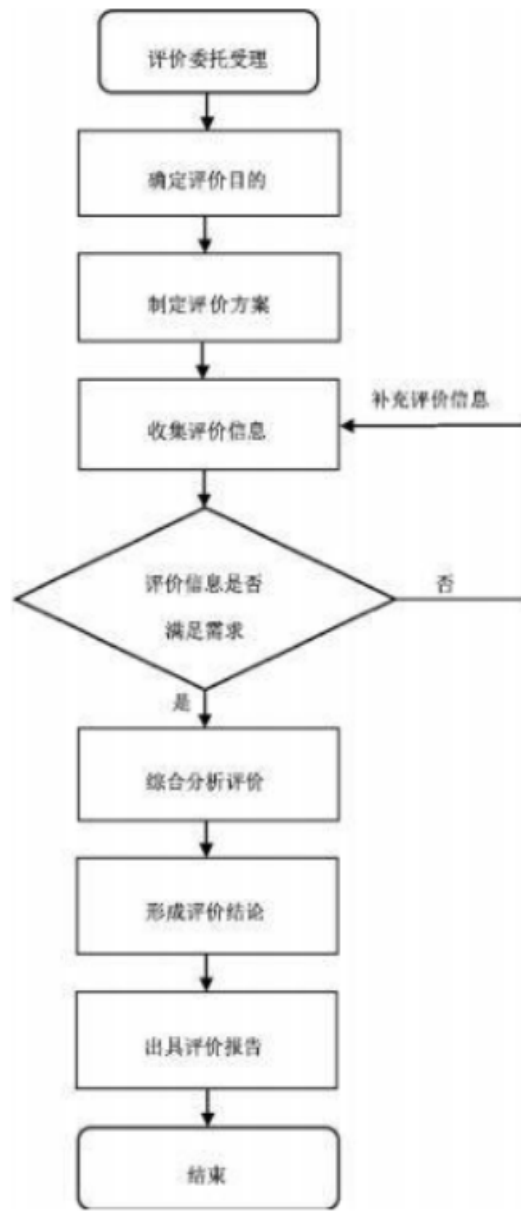 评价委托受理
确定评价目的
制定评价方案
补充评价信息
收集评价信息
评价信息是否
满足需求
否
是
综合分析评价
形成评价结论
出具评价报告
结束